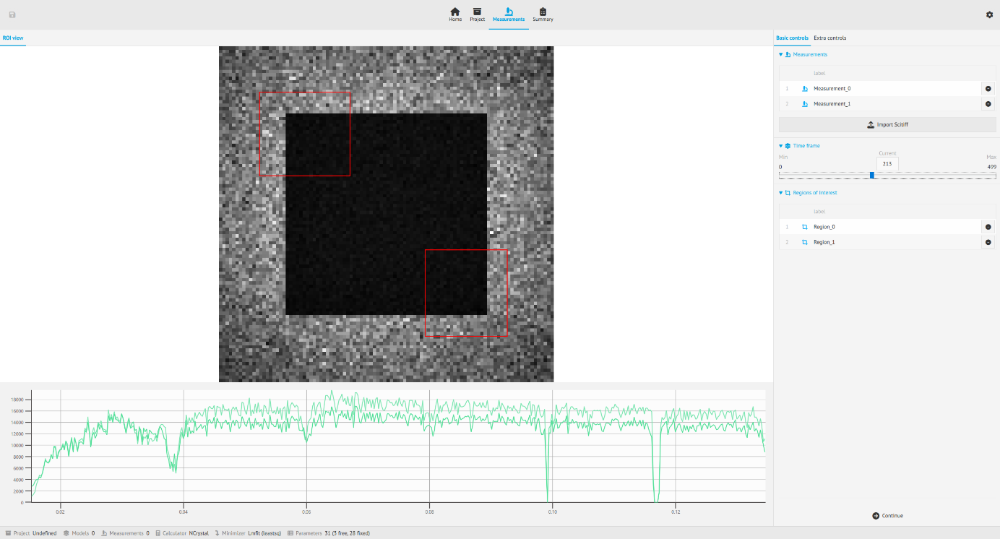 Home Project Measurements Summary
ROI view
Basic controls Extra controls
Measurements
label
1 Measurement_0
2 Measurement_1
Import Scitiff
Time frame
Min Current Max
0 213 499
Regions of Interest
label
1 Region_0
2 Region_1
18000
16000
14000
12000
10000
8000
6000
4000
2000
0
0.02 0.04 0.06 0.08 0.10 0.12
Continue
Project Undefined Models 0 Measurements 0 Calculator NCrystal Minimizer Lmfit (leastsq) Parameters 31 (3 free, 28 fixed)